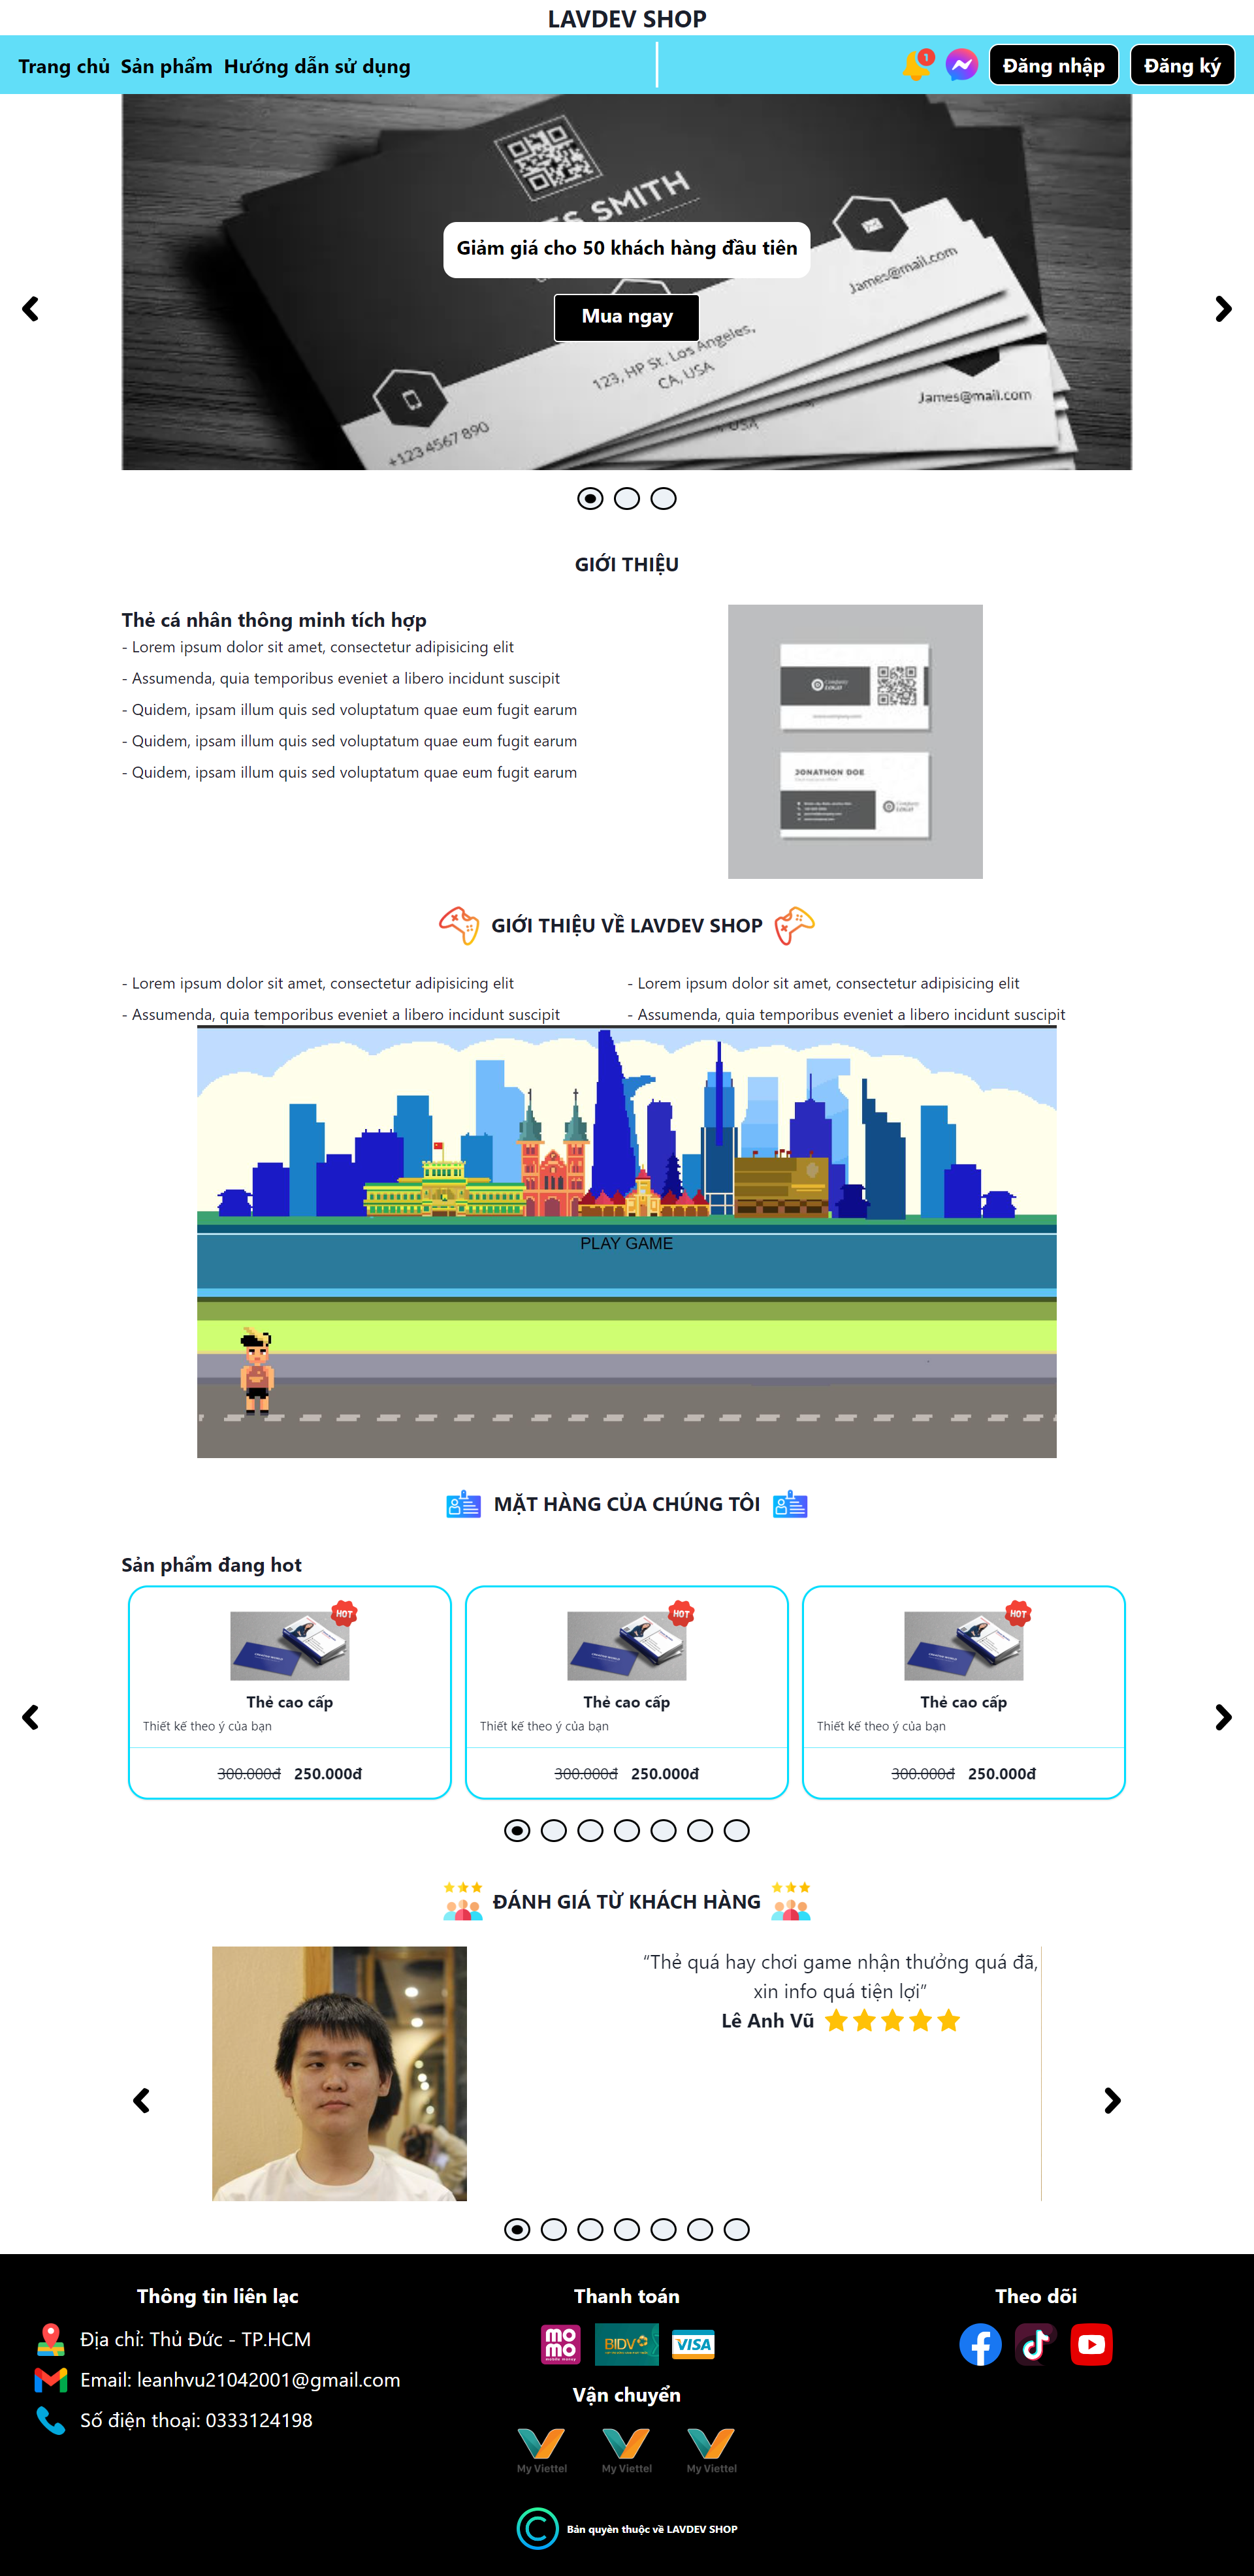 LAVDEV SHOP
Trang chủ Sản phẩm Hướng dẫn sử dụng
1
Đăng nhập
Đăng ký
SMITH
James@mail.com
Giảm giá cho 50 khách hàng đầu tiên
Mua ngay
123, HP St. Los Angeles,
CA, USA
James@mail.com
USA
+123 4567 890
GIỚI THIỆU
Thẻ cá nhân thông minh tích hợp
- Lorem ipsum dolor sit amet, consectetur adipisicing elit
- Assumenda, quia temporibus eveniet a libero incidunt suscipit
- Quidem, ipsam illum quis sed voluptatum quae eum fugit earum
- Quidem, ipsam illum quis sed voluptatum quae eum fugit earum
- Quidem, ipsam illum quis sed voluptatum quae eum fugit earum
Company
LOGO
JONATHON DOE
Company
LOGO
GIỚI THIỆU VỀ LAVDEV SHOP
- Lorem ipsum dolor sit amet, consectetur adipisicing elit
- Assumenda, quia temporibus eveniet a libero incidunt suscipit
- Lorem ipsum dolor sit amet, consectetur adipisicing elit
- Assumenda, quia temporibus eveniet a libero incidunt suscipit
PLAY GAME
MẶT HÀNG CỦA CHÚNG TÔI
Sản phẩm đang hot
HOT
Thẻ cao cấp
Thiết kế theo ý của bạn
300.000đ 250.000đ
HOT
Thẻ cao cấp
Thiết kế theo ý của bạn
300.000đ 250.000đ
HOT
Thẻ cao cấp
Thiết kế theo ý của bạn
300.000đ 250.000đ
ĐÁNH GIÁ TỪ KHÁCH HÀNG
“Thẻ quá hay chơi game nhận thưởng quá đã,
xin info quá tiện lợi”
Lê Anh Vũ
Thông tin liên lạc
Địa chỉ: Thủ Đức - TP.HCM
Email: leanhvu21042001@gmail.com
Số điện thoại: 0333124198
Thanh toán
mo
mo
mobile money
BIDV
VISA
Vận chuyển
My Viettel
My Viettel
My Viettel
Theo dõi
Bản quyền thuộc về LAVDEV SHOP